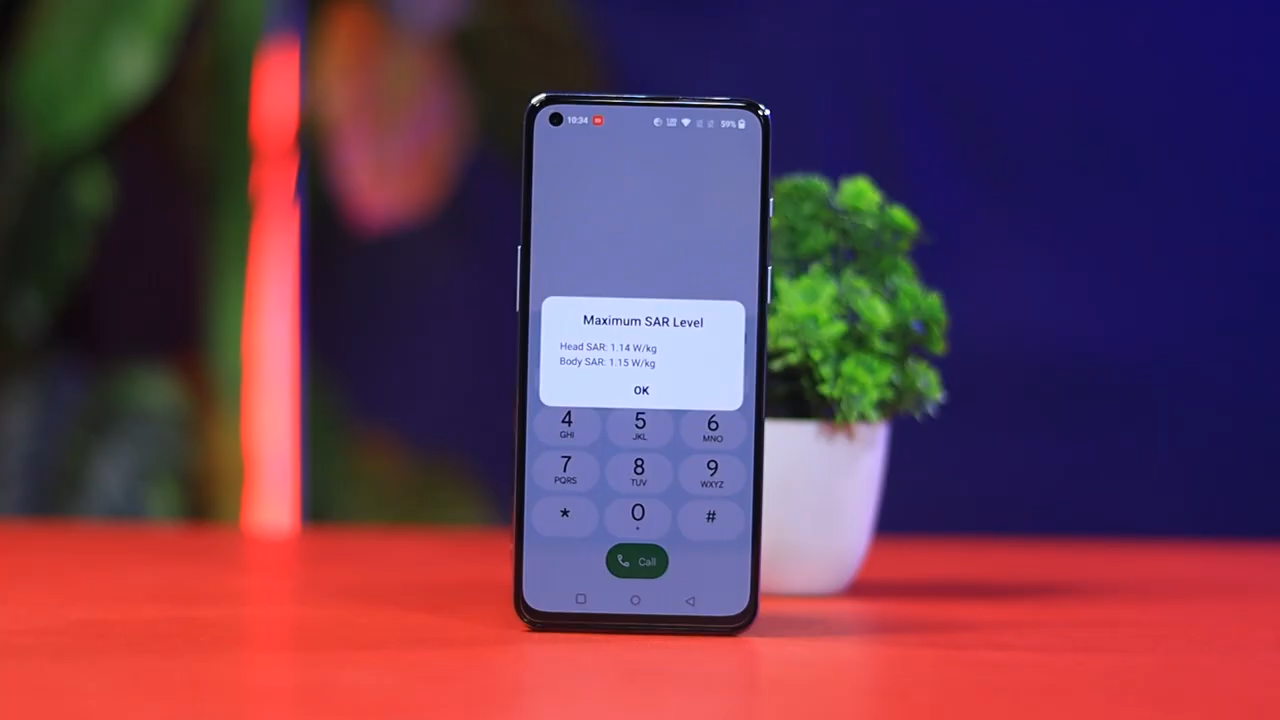 10:34
59%
Maximum SAR Level
Head SAR: 1.14 W/kg
Body SAR: 1.15 W/kg
OK
4 5 6
GHI JKL MNO
7 8 9
PQRS TUV WXYZ
* 0 #
Call